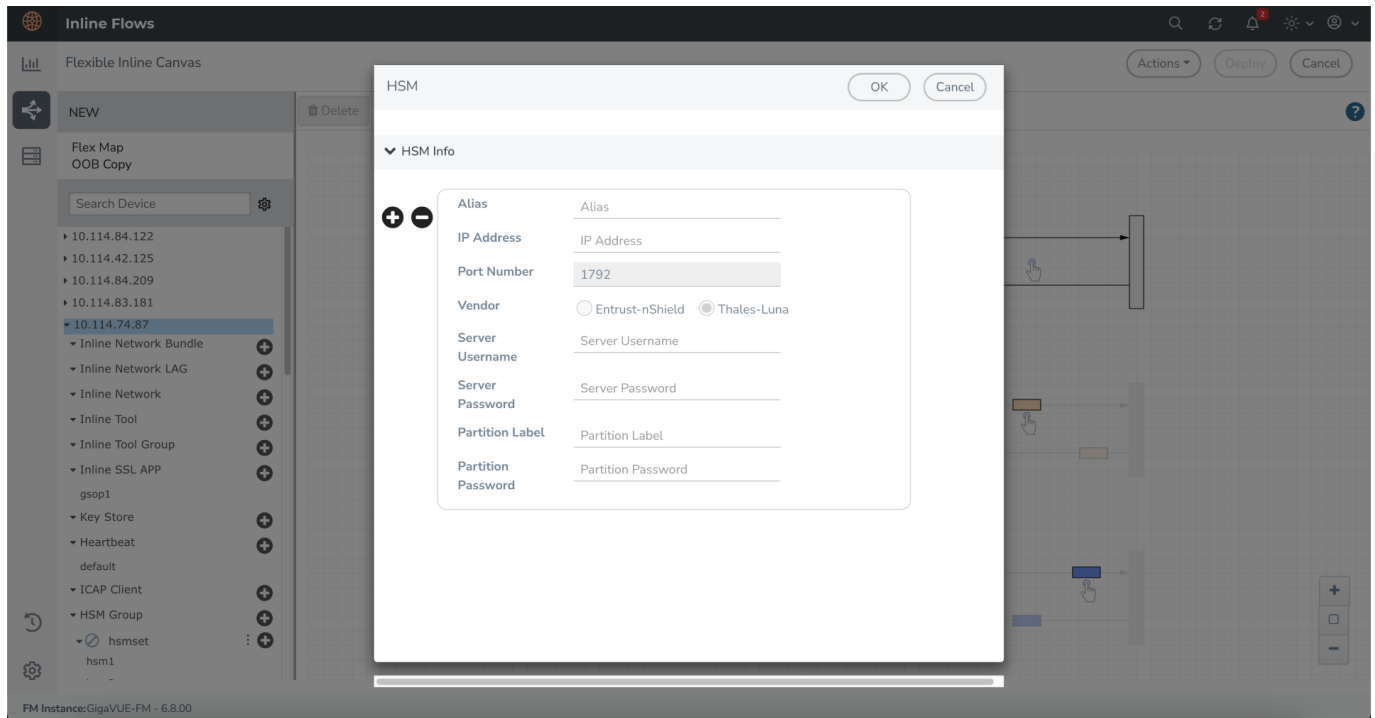 Inline Flows
2
Flexible Inline Canvas
Actions
Deploy
Cancel
NEW
Delete
?
Flex Map
OOB Copy
Search Device
10.114.84.122
10.114.42.125
10.114.84.209
10.114.83.181
10.114.74.87
Inline Network Bundle
Inline Network LAG
Inline Network
Inline Tool
Inline Tool Group
Inline SSL APP
gsop1
Key Store
Heartbeat
default
ICAP Client
HSM Group
hsmset
hsm1
HSM
OK
Cancel
HSM Info
Alias
Alias
IP Address
IP Address
Port Number
1792
Vendor
Entrust-nShield
Thales-Luna
Server
Username
Server Username
Server
Password
Server Password
Partition Label
Partition Label
Partition
Password
Partition Password
FM Instance:GigaVUE-FM - 6.8.00